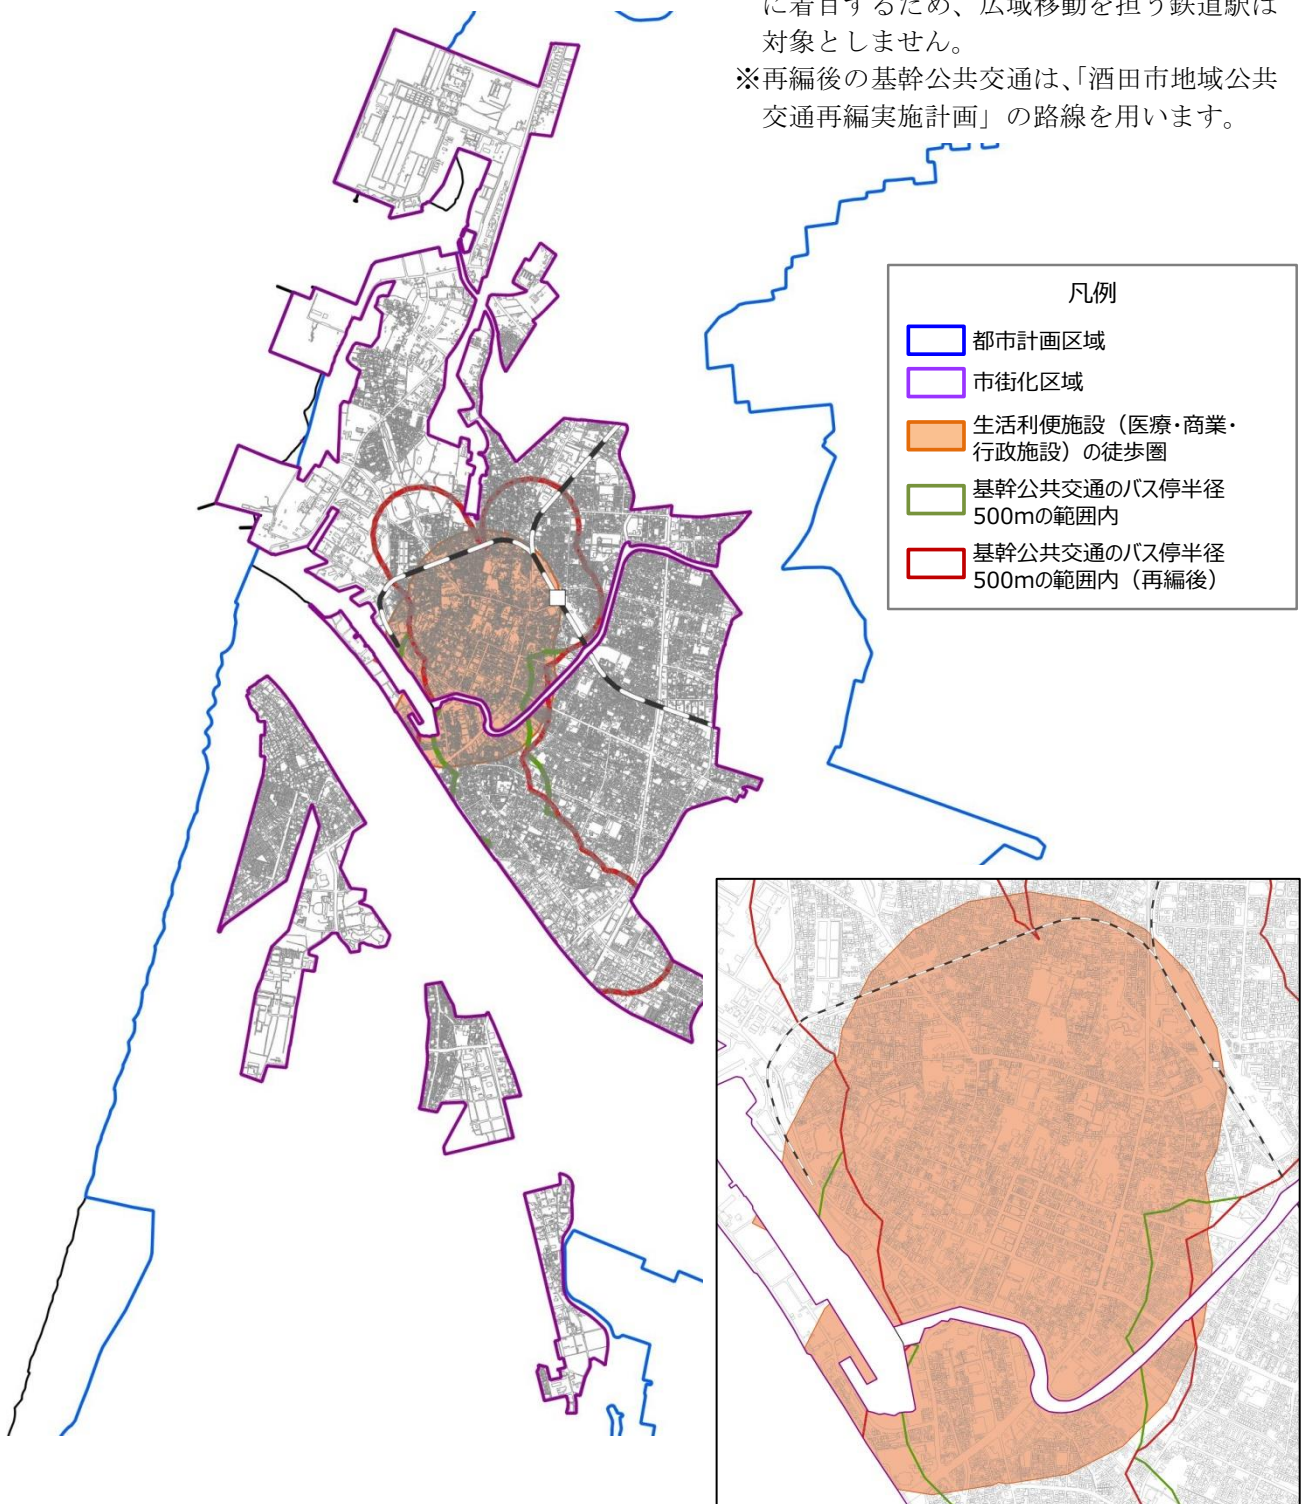 に着目するため、広域移動を担う鉄道駅は
対象としません。
※再編後の基幹公共交通は、「酒田市地域公共
交通再編実施計画」の路線を用います。
凡例
都市計画区域
市街化区域
生活利便施設（医療・商業・
行政施設）の徒歩圏
基幹公共交通のバス停半径
500mの範囲内
基幹公共交通のバス停半径
500mの範囲内（再編後）